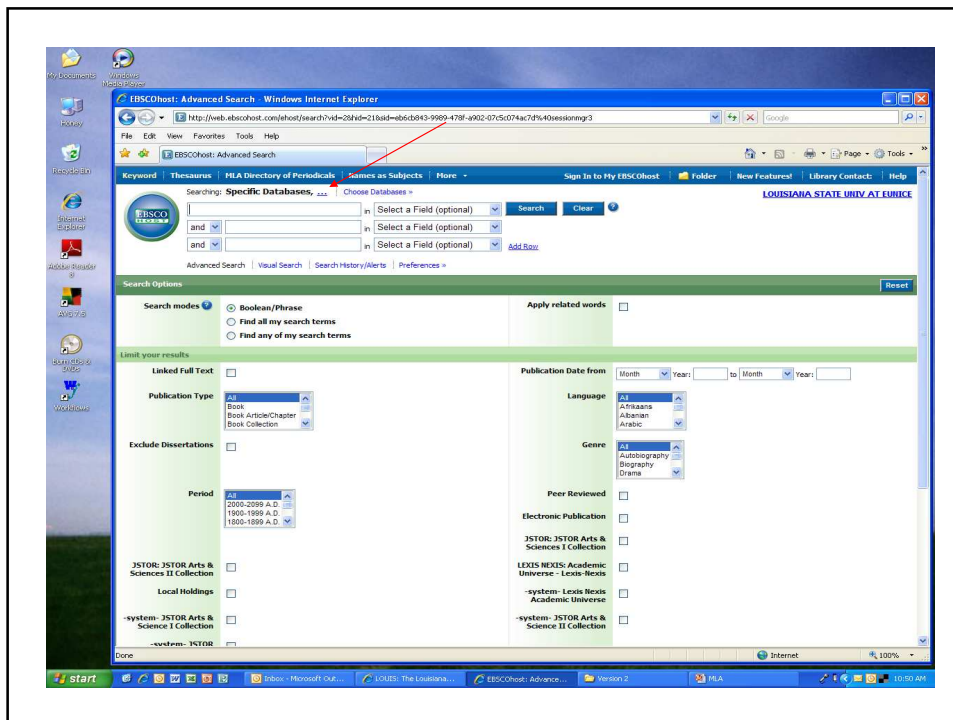 My Documents
Windows
Media Player
EBSCOhost: Advanced Search - Windows Internet Explorer
http://web.ebscohost.com/ehost/search?vid=2&hid=21&sid=eb6cb843-9989-478f-a902-07c5c074ac7d%40sessionmgr3
Google
File Edit View Favorites Tools Help
EBSCOhost: Advanced Search
Page Tools
Recycle Bin
Internet
Explorer
AVG 7.5
Keyword Thesaurus MLA Directory of Periodicals Names as Subjects More Sign In to My EBSCOhost Folder New Features! Library Contact: Help
Searching: Specific Databases, ... Choose Databases »
LOUISIANA STATE UNIV AT EUNICE
EBSCO
HOST
in Select a Field (optional) Search Clear
and in Select a Field (optional)
and in Select a Field (optional) Add Row
Advanced Search Visual Search Search History/Alerts Preferences »
Search Options Reset
Search modes Boolean/Phrase Apply related words
Find all my search terms
Find any of my search terms
Limit your results
Linked Full Text Publication Date from Month Year: to Month Year:
Publication Type All Language All
Book Afrikaans
Book Article/Chapter Albanian
Book Collection Arabic
Exclude Dissertations Genre All
Autobiography
Biography
Drama
Period All Peer Reviewed
2000-2099 A.D.
1900-1999 A.D. Electronic Publication
1800-1899 A.D.
JSTOR: JSTOR Arts &
Sciences I Collection
JSTOR: JSTOR Arts & LEXIS NEXIS: Academic
Sciences II Collection Universe - Lexis-Nexis
Local Holdings -system- Lexis Nexis
Academic Universe
-system- JSTOR Arts & -system- JSTOR Arts &
Science I Collection Science II Collection
-system- JSTOR
Done Internet 100%
start Inbox - Microsoft Out... LOUIS: The Louisiana... EBSCOhost: Advance... Version 2 MLA 10:50 AM